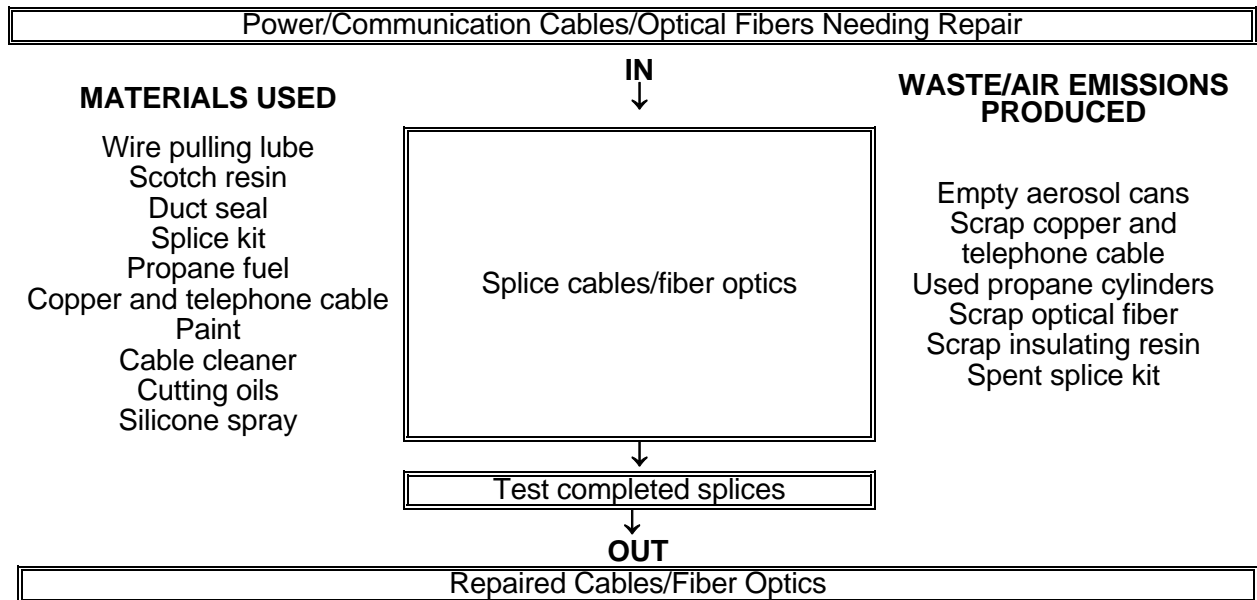 Power/Communication Cables/Optical Fibers Needing Repair
IN
↓
MATERIALS USED
Wire pulling lube
Scotch resin
Duct seal
Splice kit
Propane fuel
Copper and telephone cable
Paint
Cable cleaner
Cutting oils
Silicone spray
Splice cables/fiber optics
WASTE/AIR EMISSIONS
PRODUCED
Empty aerosol cans
Scrap copper and
telephone cable
Used propane cylinders
Scrap optical fiber
Scrap insulating resin
Spent splice kit
↓
Test completed splices
↓
OUT
Repaired Cables/Fiber Optics